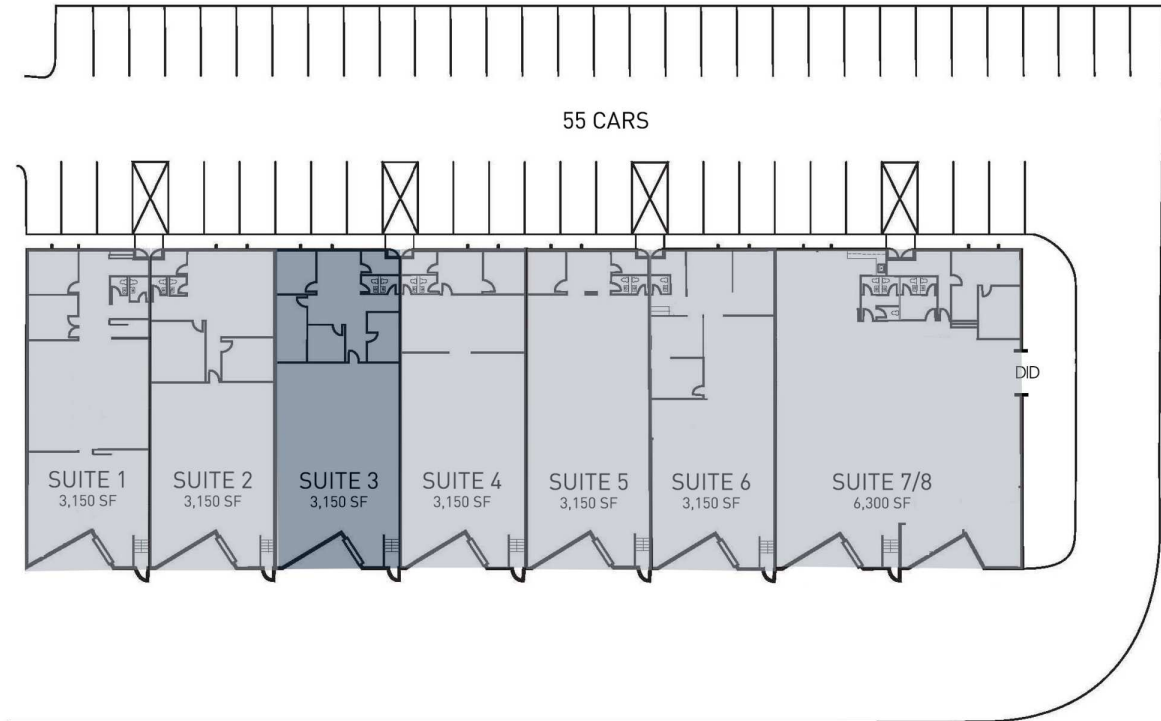 55 CARS
SUITE 1
3,150 SF
SUITE 2
3,150 SF
SUITE 3
3,150 SF
SUITE 4
3,150 SF
SUITE 5
3,150 SF
SUITE 6
3,150 SF
SUITE 7/8
6,300 SF
DID